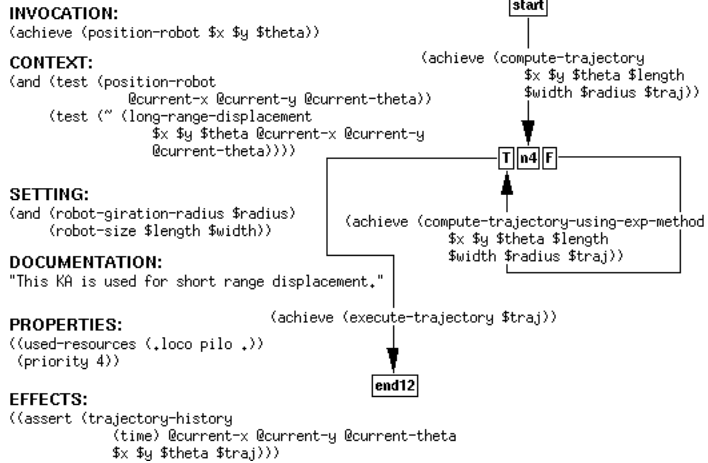 INVOCATION:
(achieve (position-robot $x $y $theta))
CONTEXT:
(and (test (position-robot
@current-x @current-y @current-theta))
(test (~ (long-range-displacement
$x $y $theta @current-x @current-y
@current-theta))))
SETTING:
(and (robot-giration-radius $radius)
(robot-size $length $width))
DOCUMENTATION:
"This KA is used for short range displacement."
PROPERTIES:
((used-resources (.loco pilo .))
(priority 4))
EFFECTS:
((assert (trajectory-history
(time) @current-x @current-y @current-theta
$x $y $theta $traj)))
start
(achieve (compute-trajectory
$x $y $theta $length
$width $radius $traj))
T n4 F
(achieve (compute-trajectory-using-exp-method
$x $y $theta $length
$width $radius $traj))
(achieve (execute-trajectory $traj))
end12